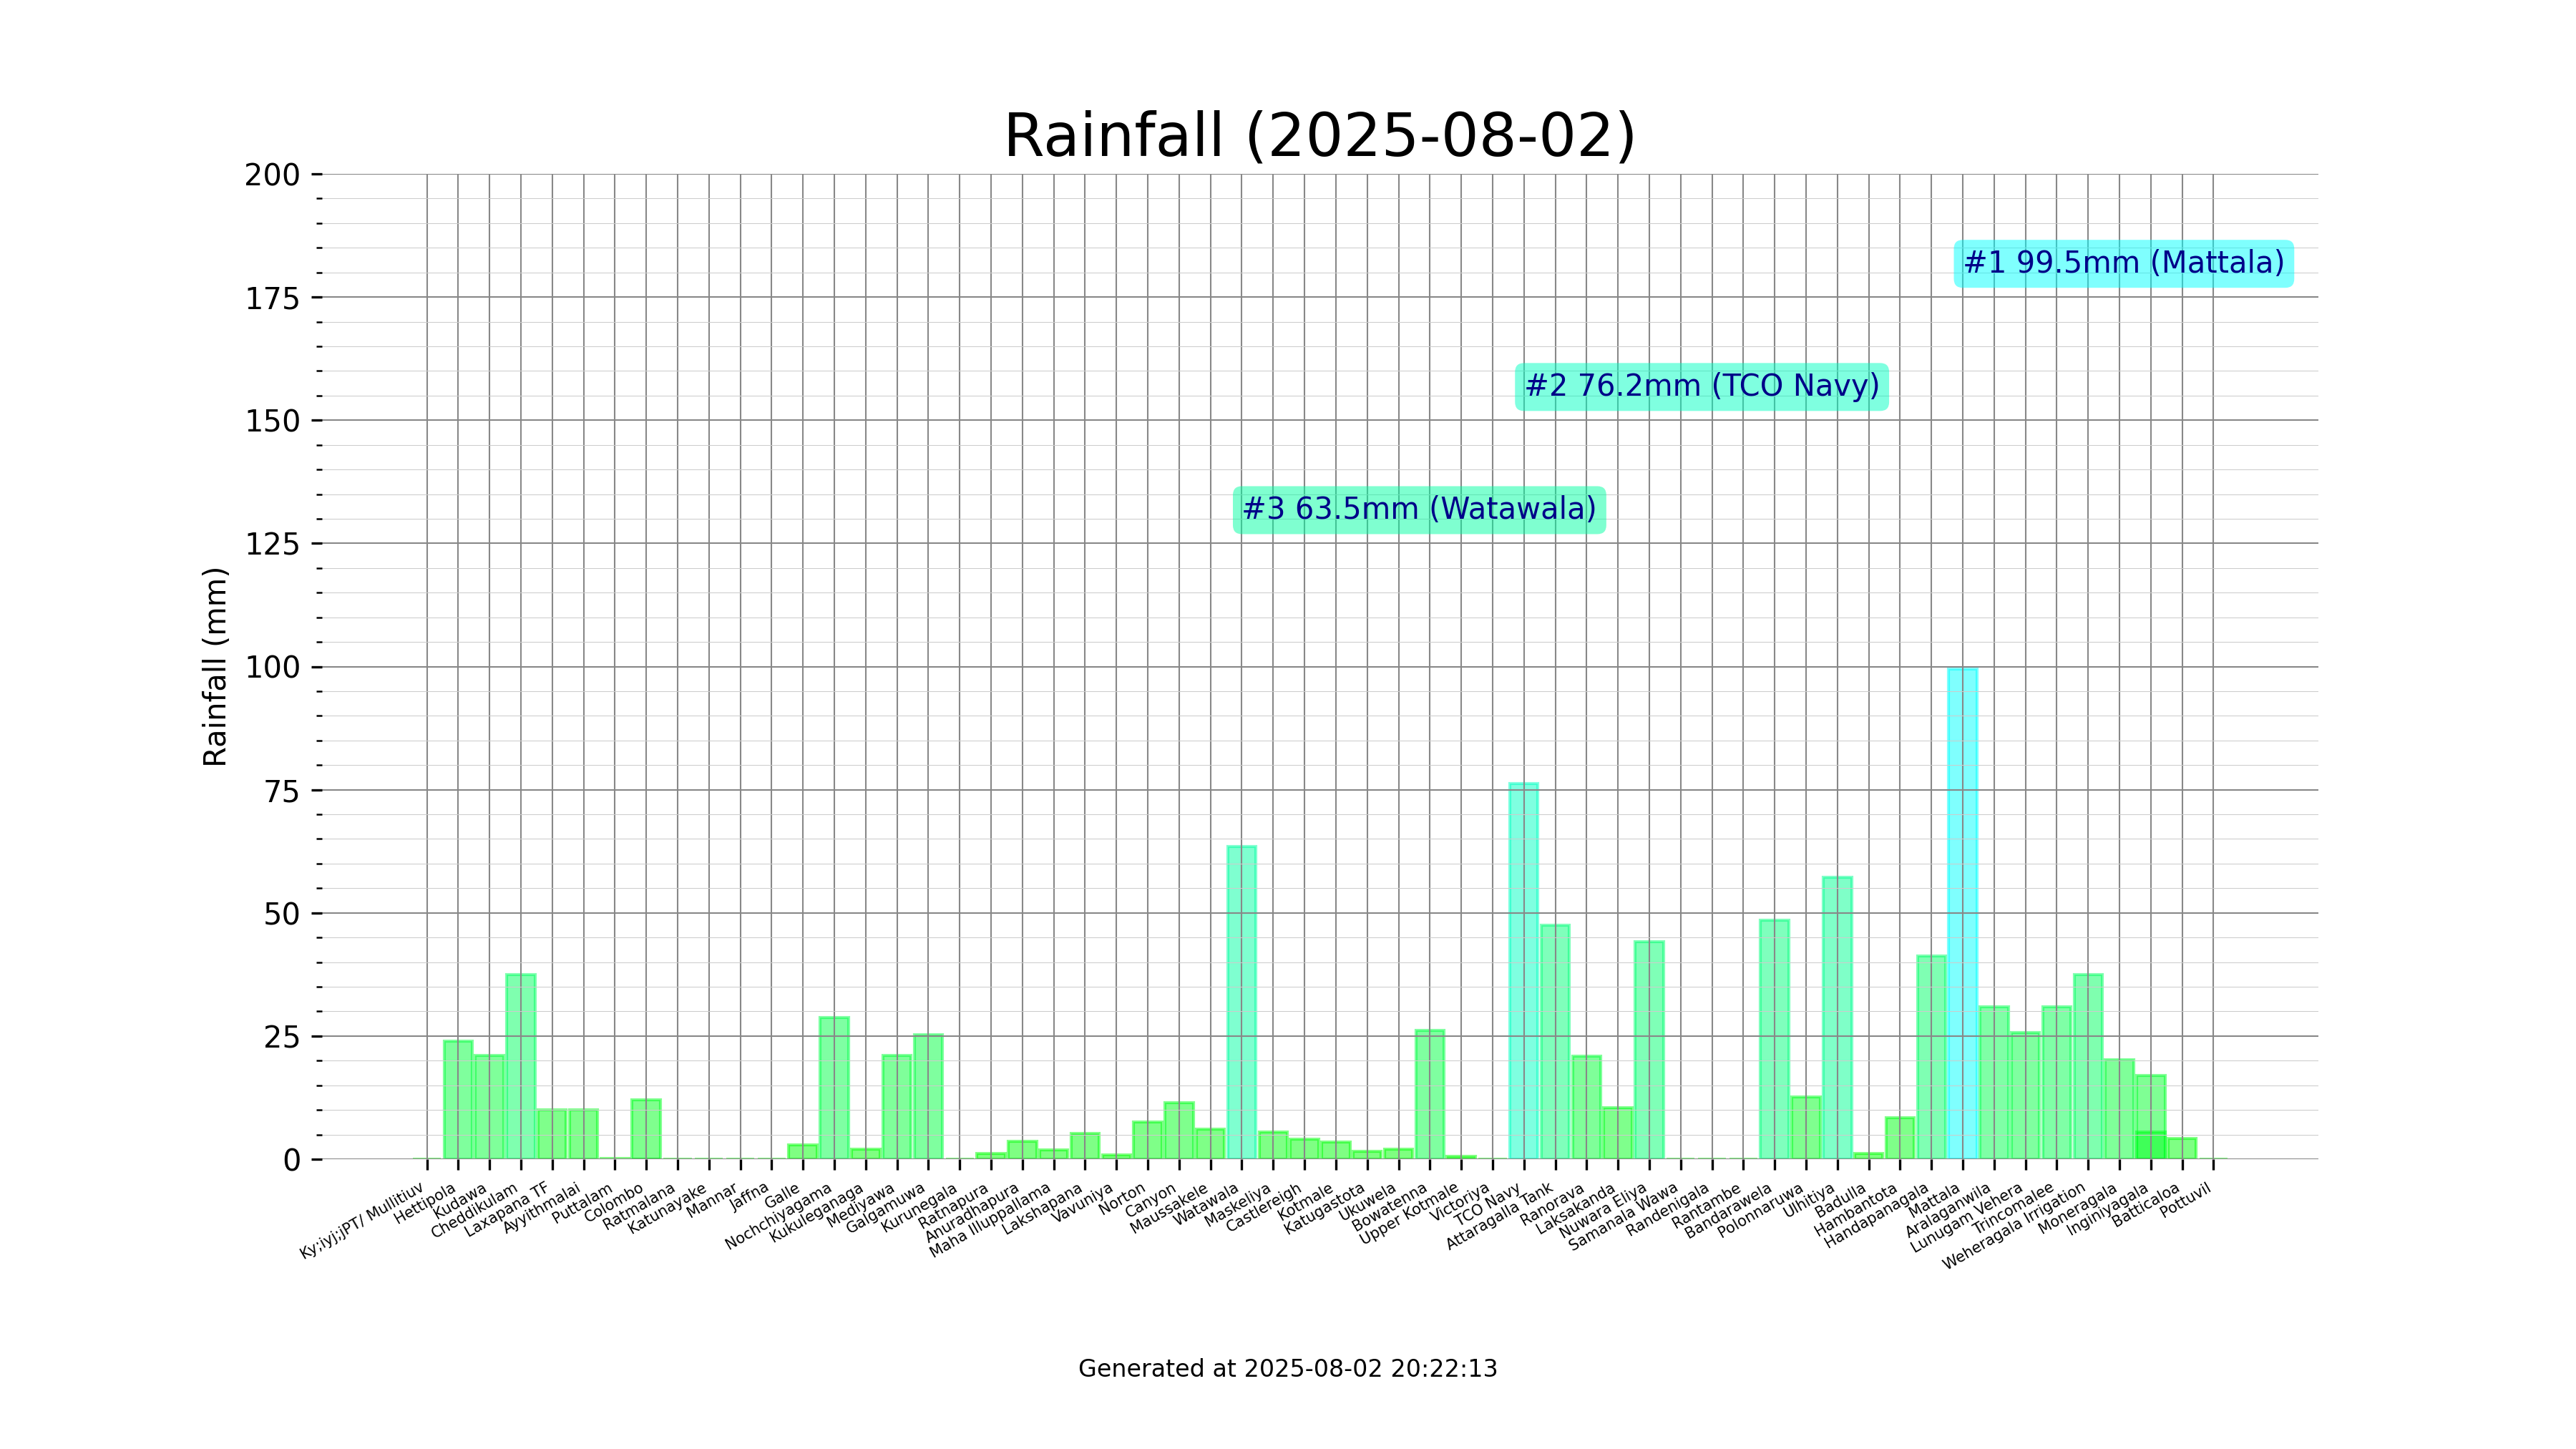 Rainfall (2025-08-02)
200
175
150
125
100
75
50
25
0
Rainfall (mm)
#1 99.5mm (Mattala)
#2 76.2mm (TCO Navy)
#3 63.5mm (Watawala)
Ky;iyj;jPT/ Mullitiuv
Hettipola
Kudawa
Cheddikulam
Laxapana TF
Ayyithmalai
Puttalam
Colombo
Ratmalana
Katunayake
Mannar
Jaffna
Galle
Nochchiyagama
Kukuleganaga
Mediyawa
Galgamuwa
Kurunegala
Ratnapura
Anuradhapura
Maha Illuppallama
Lakshapana
Vavuniya
Norton
Canyon
Maussakele
Watawala
Maskeliya
Castlereigh
Kotmale
Katugastota
Ukuwela
Bowatenna
Upper Kotmale
Victoriya
TCO Navy
Attaragalla Tank
Ranorava
Laksakanda
Nuwara Eliya
Samanala Wawa
Randenigala
Rantambe
Bandarawela
Polonnaruwa
Ulhitiya
Badulla
Hambantota
Handapanagala
Mattala
Aralaganwila
Lunugam Vehera
Trincomalee
Weheragala Irrigation
Moneragala
Inginiyagala
Batticaloa
Pottuvil
Generated at 2025-08-02 20:22:13